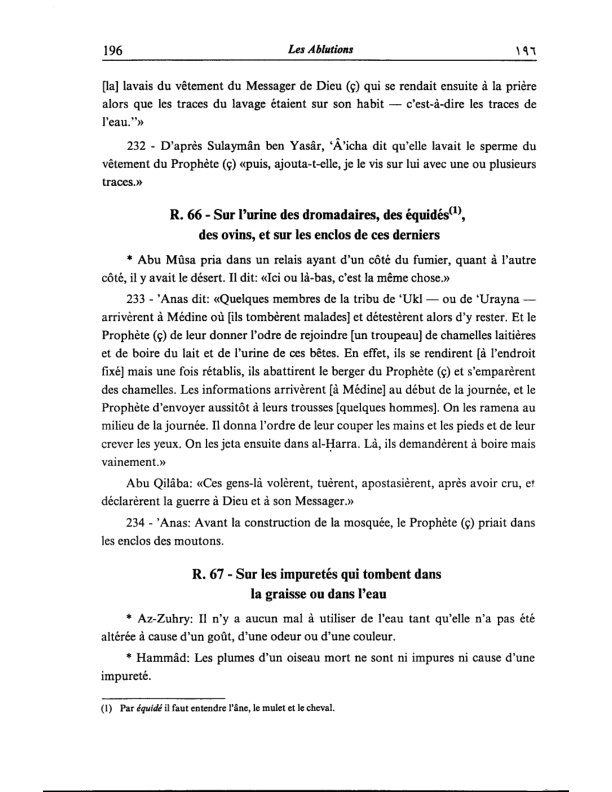 196 Les Ablutions ١٩٦
[la] lavais du vêtement du Messager de Dieu (ç) qui se rendait ensuite à la prière
alors que les traces du lavage étaient sur son habit — c'est-à-dire les traces de
l'eau."»
232 - D'après Sulaymân ben Yasâr, ‘Â'icha dit qu'elle lavait le sperme du
vêtement du Prophète (ç) «puis, ajouta-t-elle, je le vis sur lui avec une ou plusieurs
traces.»
R. 66 - Sur l'urine des dromadaires, des équidés(1),
des ovins, et sur les enclos de ces derniers
* Abu Mûsa pria dans un relais ayant d'un côté du fumier, quant à l'autre
côté, il y avait le désert. Il dit: «Ici ou là-bas, c'est la même chose.»
233 - 'Anas dit: «Quelques membres de la tribu de ‘Ukl — ou de ‘Urayna —
arrivèrent à Médine où [ils tombèrent malades] et détestèrent alors d'y rester. Et le
Prophète (ç) de leur donner l'odre de rejoindre [un troupeau] de chamelles laitières
et de boire du lait et de l'urine de ces bêtes. En effet, ils se rendirent [à l'endroit
fixé] mais une fois rétablis, ils abattirent le berger du Prophète (ç) et s'emparèrent
des chamelles. Les informations arrivèrent [à Médine] au début de la journée, et le
Prophète d'envoyer aussitôt à leurs trousses [quelques hommes]. On les ramena au
milieu de la journée. Il donna l'ordre de leur couper les mains et les pieds et de leur
crever les yeux. On les jeta ensuite dans al-Ḥarra. Là, ils demandèrent à boire mais
vainement.»
Abu Qilâba: «Ces gens-là volèrent, tuèrent, apostasièrent, après avoir cru, et
déclarèrent la guerre à Dieu et à son Messager.»
234 - 'Anas: Avant la construction de la mosquée, le Prophète (ç) priait dans
les enclos des moutons.
R. 67 - Sur les impuretés qui tombent dans
la graisse ou dans l'eau
* Az-Zuhry: Il n'y a aucun mal à utiliser de l'eau tant qu'elle n'a pas été
altérée à cause d'un goût, d'une odeur ou d'une couleur.
* Hammâd: Les plumes d'un oiseau mort ne sont ni impures ni cause d'une
impureté.
(1) Par équidé il faut entendre l'âne, le mulet et le cheval.